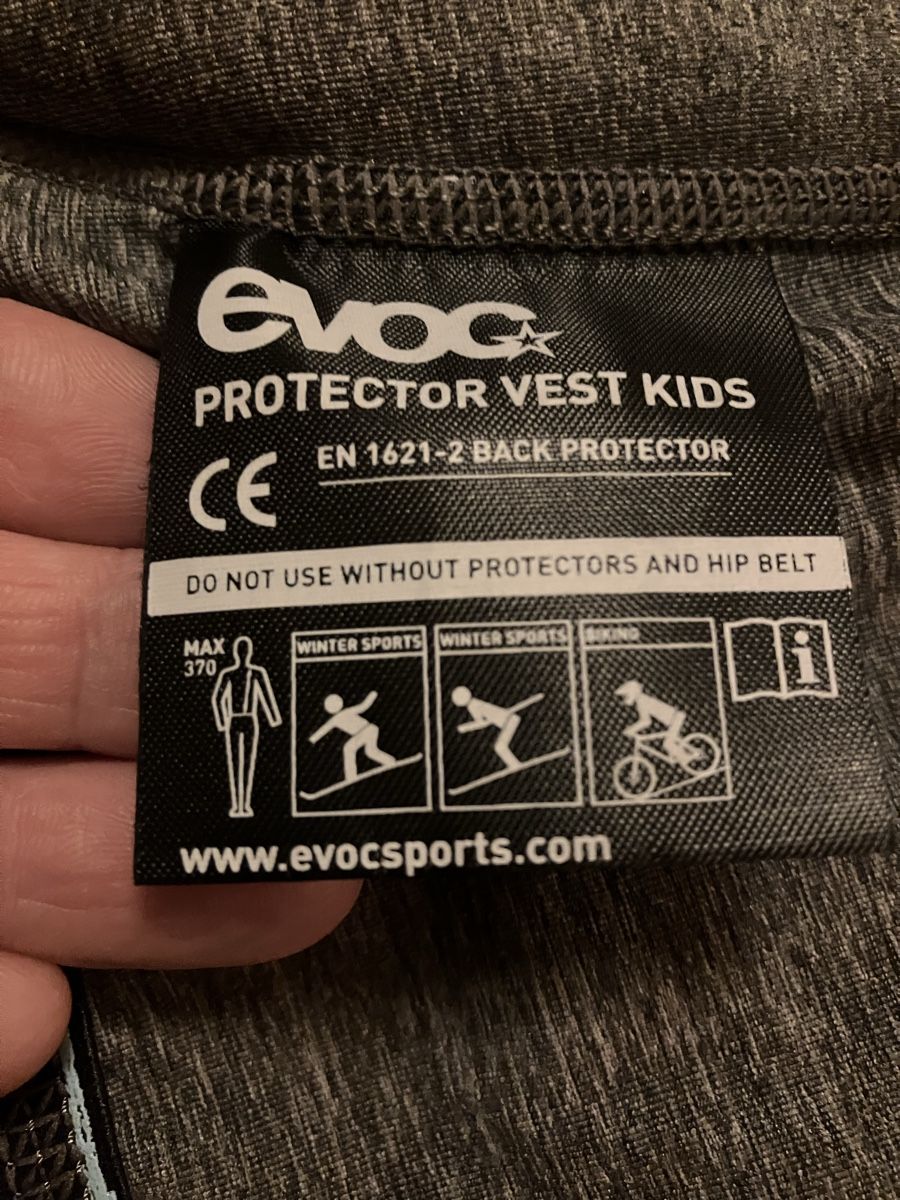 evoc
PROTECTOR VEST KIDS
CE EN 1621-2 BACK PROTECTOR
DO NOT USE WITHOUT PROTECTORS AND HIP BELT
MAX
370
WINTER SPORTS
WINTER SPORTS
BIKING
i
www.evocsports.com